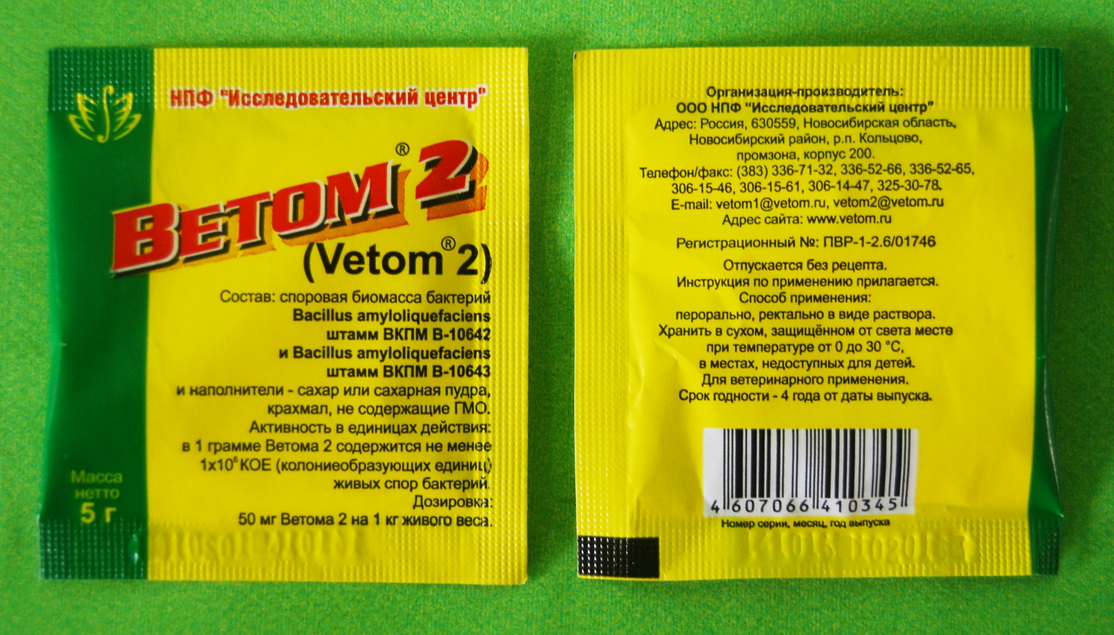 НПФ "Исследовательский центр"
Ветом® 2
(Vetom® 2)
Состав: споровая биомасса бактерий
Bacillus amyloliquefaciens
штамм ВКПМ В-10642
и Bacillus amyloliquefaciens
штамм ВКПМ В-10643
и наполнители - сахар или сахарная пудра,
крахмал, не содержащие ГМО.
Активность в единицах действия:
в 1 грамме Ветома 2 содержится не менее
1х10⁶ КОЕ (колониеобразующих единиц)
живых спор бактерий.
Дозировка:
50 мг Ветома 2 на 1 кг живого веса.
Масса
нетто
5 г
Организация-производитель:
ООО НПФ "Исследовательский центр"
Адрес: Россия, 630559, Новосибирская область,
Новосибирский район, р.п. Кольцово,
промзона, корпус 200.
Телефон/факс: (383) 336-71-32, 336-52-66, 336-52-65,
306-15-46, 306-15-61, 306-14-47, 325-30-78.
E-mail: vetom1@vetom.ru, vetom2@vetom.ru
Адрес сайта: www.vetom.ru
Регистрационный №: ПВР-1-2.6/01746
Отпускается без рецепта.
Инструкция по применению прилагается.
Способ применения:
перорально, ректально в виде раствора.
Хранить в сухом, защищённом от света месте
при температуре от 0 до 30 °С,
в местах, недоступных для детей.
Для ветеринарного применения.
Срок годности - 4 года от даты выпуска.
4 607066 410345
Номер серии, месяц, год выпуска